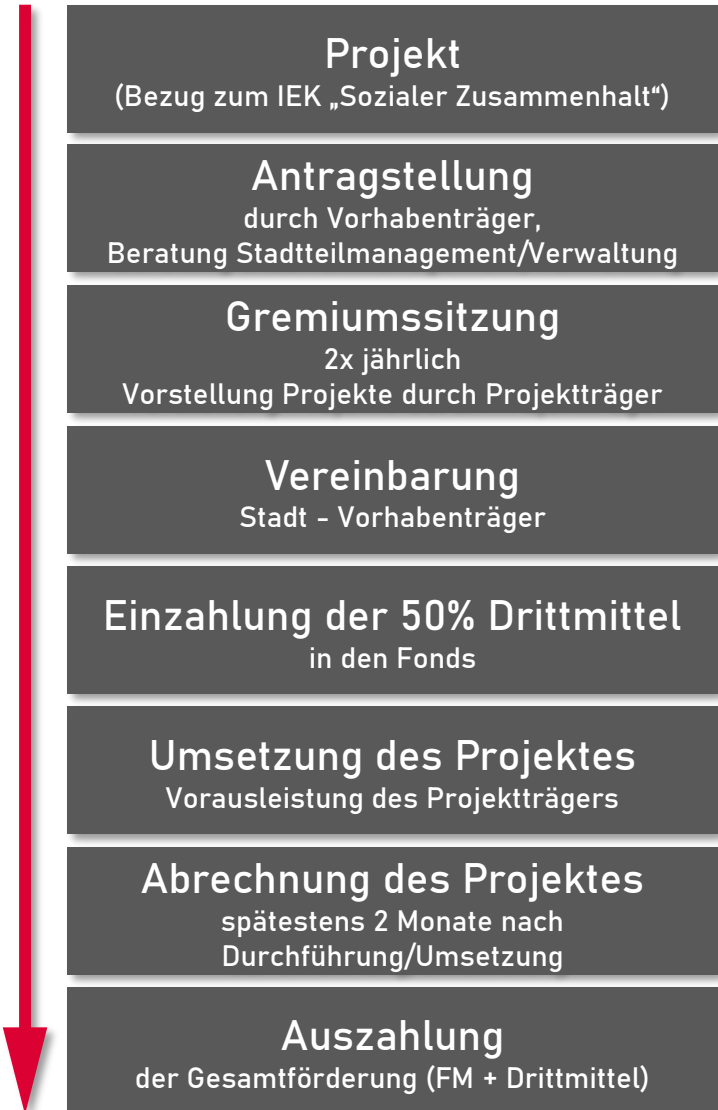 Projekt
(Bezug zum IEK „Sozialer Zusammenhalt“)
Antragstellung
durch Vorhabenträger,
Beratung Stadtteilmanagement/Verwaltung
Gremiumssitzung
2x jährlich
Vorstellung Projekte durch Projektträger
Vereinbarung
Stadt - Vorhabenträger
Einzahlung der 50% Drittmittel
in den Fonds
Umsetzung des Projektes
Vorausleistung des Projektträgers
Abrechnung des Projektes
spätestens 2 Monate nach
Durchführung/Umsetzung
Auszahlung
der Gesamtförderung (FM + Drittmittel)